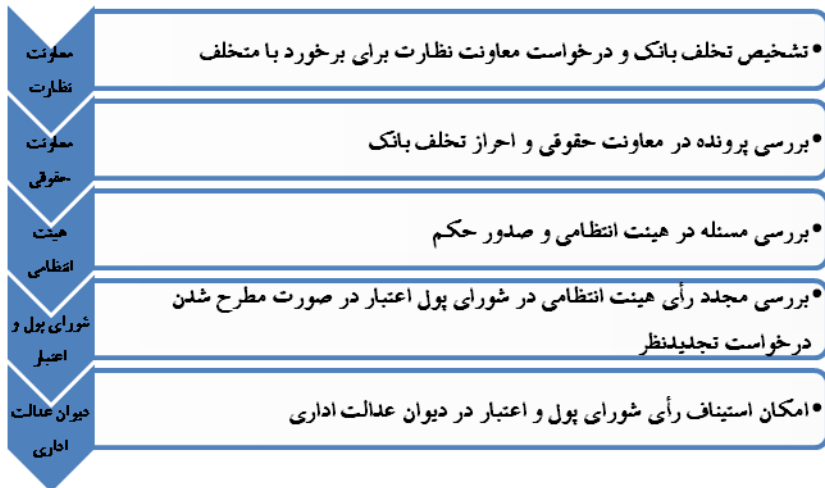 معاونت
نظارت
•تشخیص تخلف بانک و درخواست معاونت نظارت برای برخورد با متخلف
معاونت
حقوقی
•بررسی پرونده در معاونت حقوقی و احراز تخلف بانک
هیئت
انتظامی
•بررسی مسئله در هیئت انتظامی و صدور حکم
شورای پول و
اعتبار
•بررسی مجدد رأی هیئت انتظامی در شورای پول اعتبار در صورت مطرح شدن
درخواست تجدیدنظر
دیوان عدالت
اداری
•امکان استیناف رأی شورای پول و اعتبار در دیوان عدالت اداری